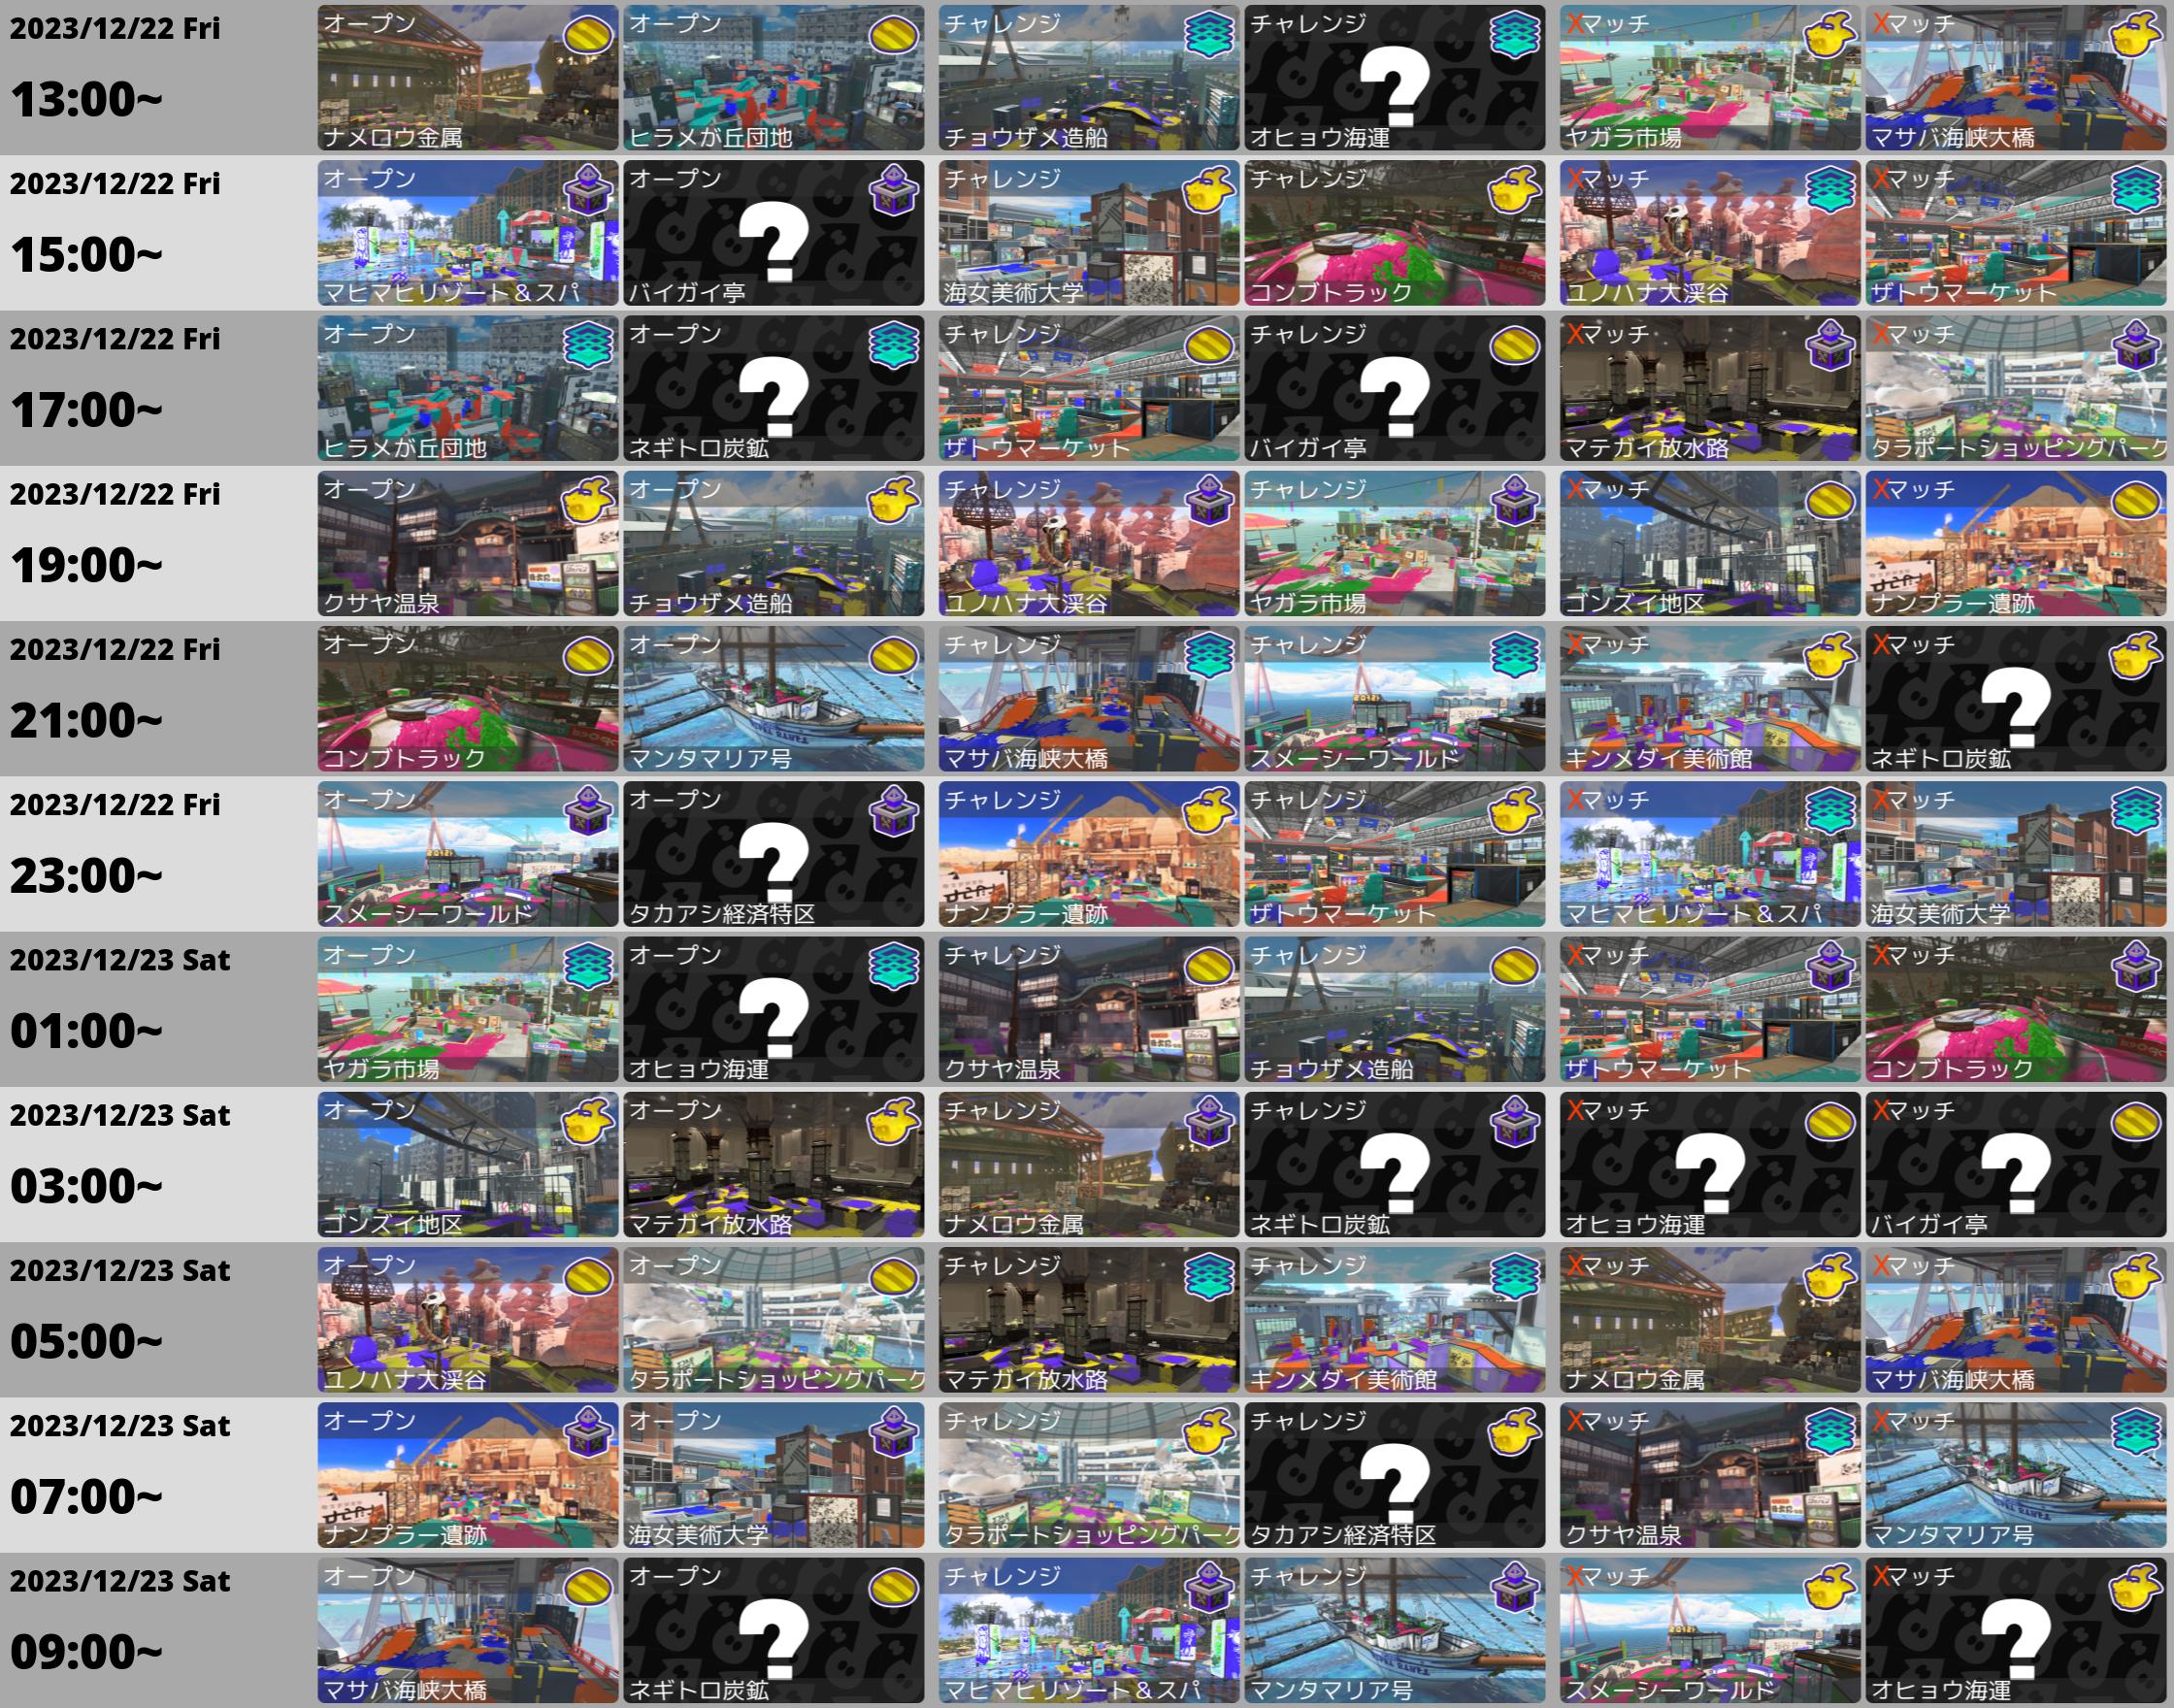 2023/12/22 Fri
13:00~
オープン
ナメロウ金属
オープン
ヒラメが丘団地
チャレンジ
チョウザメ造船
チャレンジ
?
オヒョウ海運
Xマッチ
ヤガラ市場
Xマッチ
マサバ海峡大橋
2023/12/22 Fri
15:00~
オープン
マヒマヒリゾート&スパ
オープン
?
バイガイ亭
チャレンジ
海女美術大学
チャレンジ
コンブトラック
Xマッチ
ユノハナ大渓谷
Xマッチ
ザトウマーケット
2023/12/22 Fri
17:00~
オープン
ヒラメが丘団地
オープン
?
ネギトロ炭鉱
チャレンジ
ザトウマーケット
チャレンジ
?
バイガイ亭
Xマッチ
マテガイ放水路
Xマッチ
タラポートショッピングパーク
2023/12/22 Fri
19:00~
オープン
クサヤ温泉
オープン
チョウザメ造船
チャレンジ
ユノハナ大渓谷
チャレンジ
ヤガラ市場
Xマッチ
ゴンズイ地区
Xマッチ
ナンプラー遺跡
2023/12/22 Fri
21:00~
オープン
コンブトラック
オープン
マンタマリア号
チャレンジ
マサバ海峡大橋
チャレンジ
スメーシーワールド
Xマッチ
キンメダイ美術館
Xマッチ
?
ネギトロ炭鉱
2023/12/22 Fri
23:00~
オープン
スメーシーワールド
オープン
?
タカアシ経済特区
チャレンジ
ナンプラー遺跡
チャレンジ
ザトウマーケット
Xマッチ
マヒマヒリゾート&スパ
Xマッチ
海女美術大学
2023/12/23 Sat
01:00~
オープン
ヤガラ市場
オープン
?
オヒョウ海運
チャレンジ
クサヤ温泉
チャレンジ
チョウザメ造船
Xマッチ
ザトウマーケット
Xマッチ
コンブトラック
2023/12/23 Sat
03:00~
オープン
ゴンズイ地区
オープン
マテガイ放水路
チャレンジ
ナメロウ金属
チャレンジ
?
ネギトロ炭鉱
Xマッチ
?
オヒョウ海運
Xマッチ
?
バイガイ亭
2023/12/23 Sat
05:00~
オープン
ユノハナ大渓谷
オープン
タラポートショッピングパーク
チャレンジ
マテガイ放水路
チャレンジ
キンメダイ美術館
Xマッチ
ナメロウ金属
Xマッチ
マサバ海峡大橋
2023/12/23 Sat
07:00~
オープン
ナンプラー遺跡
オープン
海女美術大学
チャレンジ
タラポートショッピングパーク
チャレンジ
?
タカアシ経済特区
Xマッチ
クサヤ温泉
Xマッチ
マンタマリア号
2023/12/23 Sat
09:00~
オープン
マサバ海峡大橋
オープン
?
ネギトロ炭鉱
チャレンジ
マヒマヒリゾート&スパ
チャレンジ
マンタマリア号
Xマッチ
スメーシーワールド
Xマッチ
?
オヒョウ海運